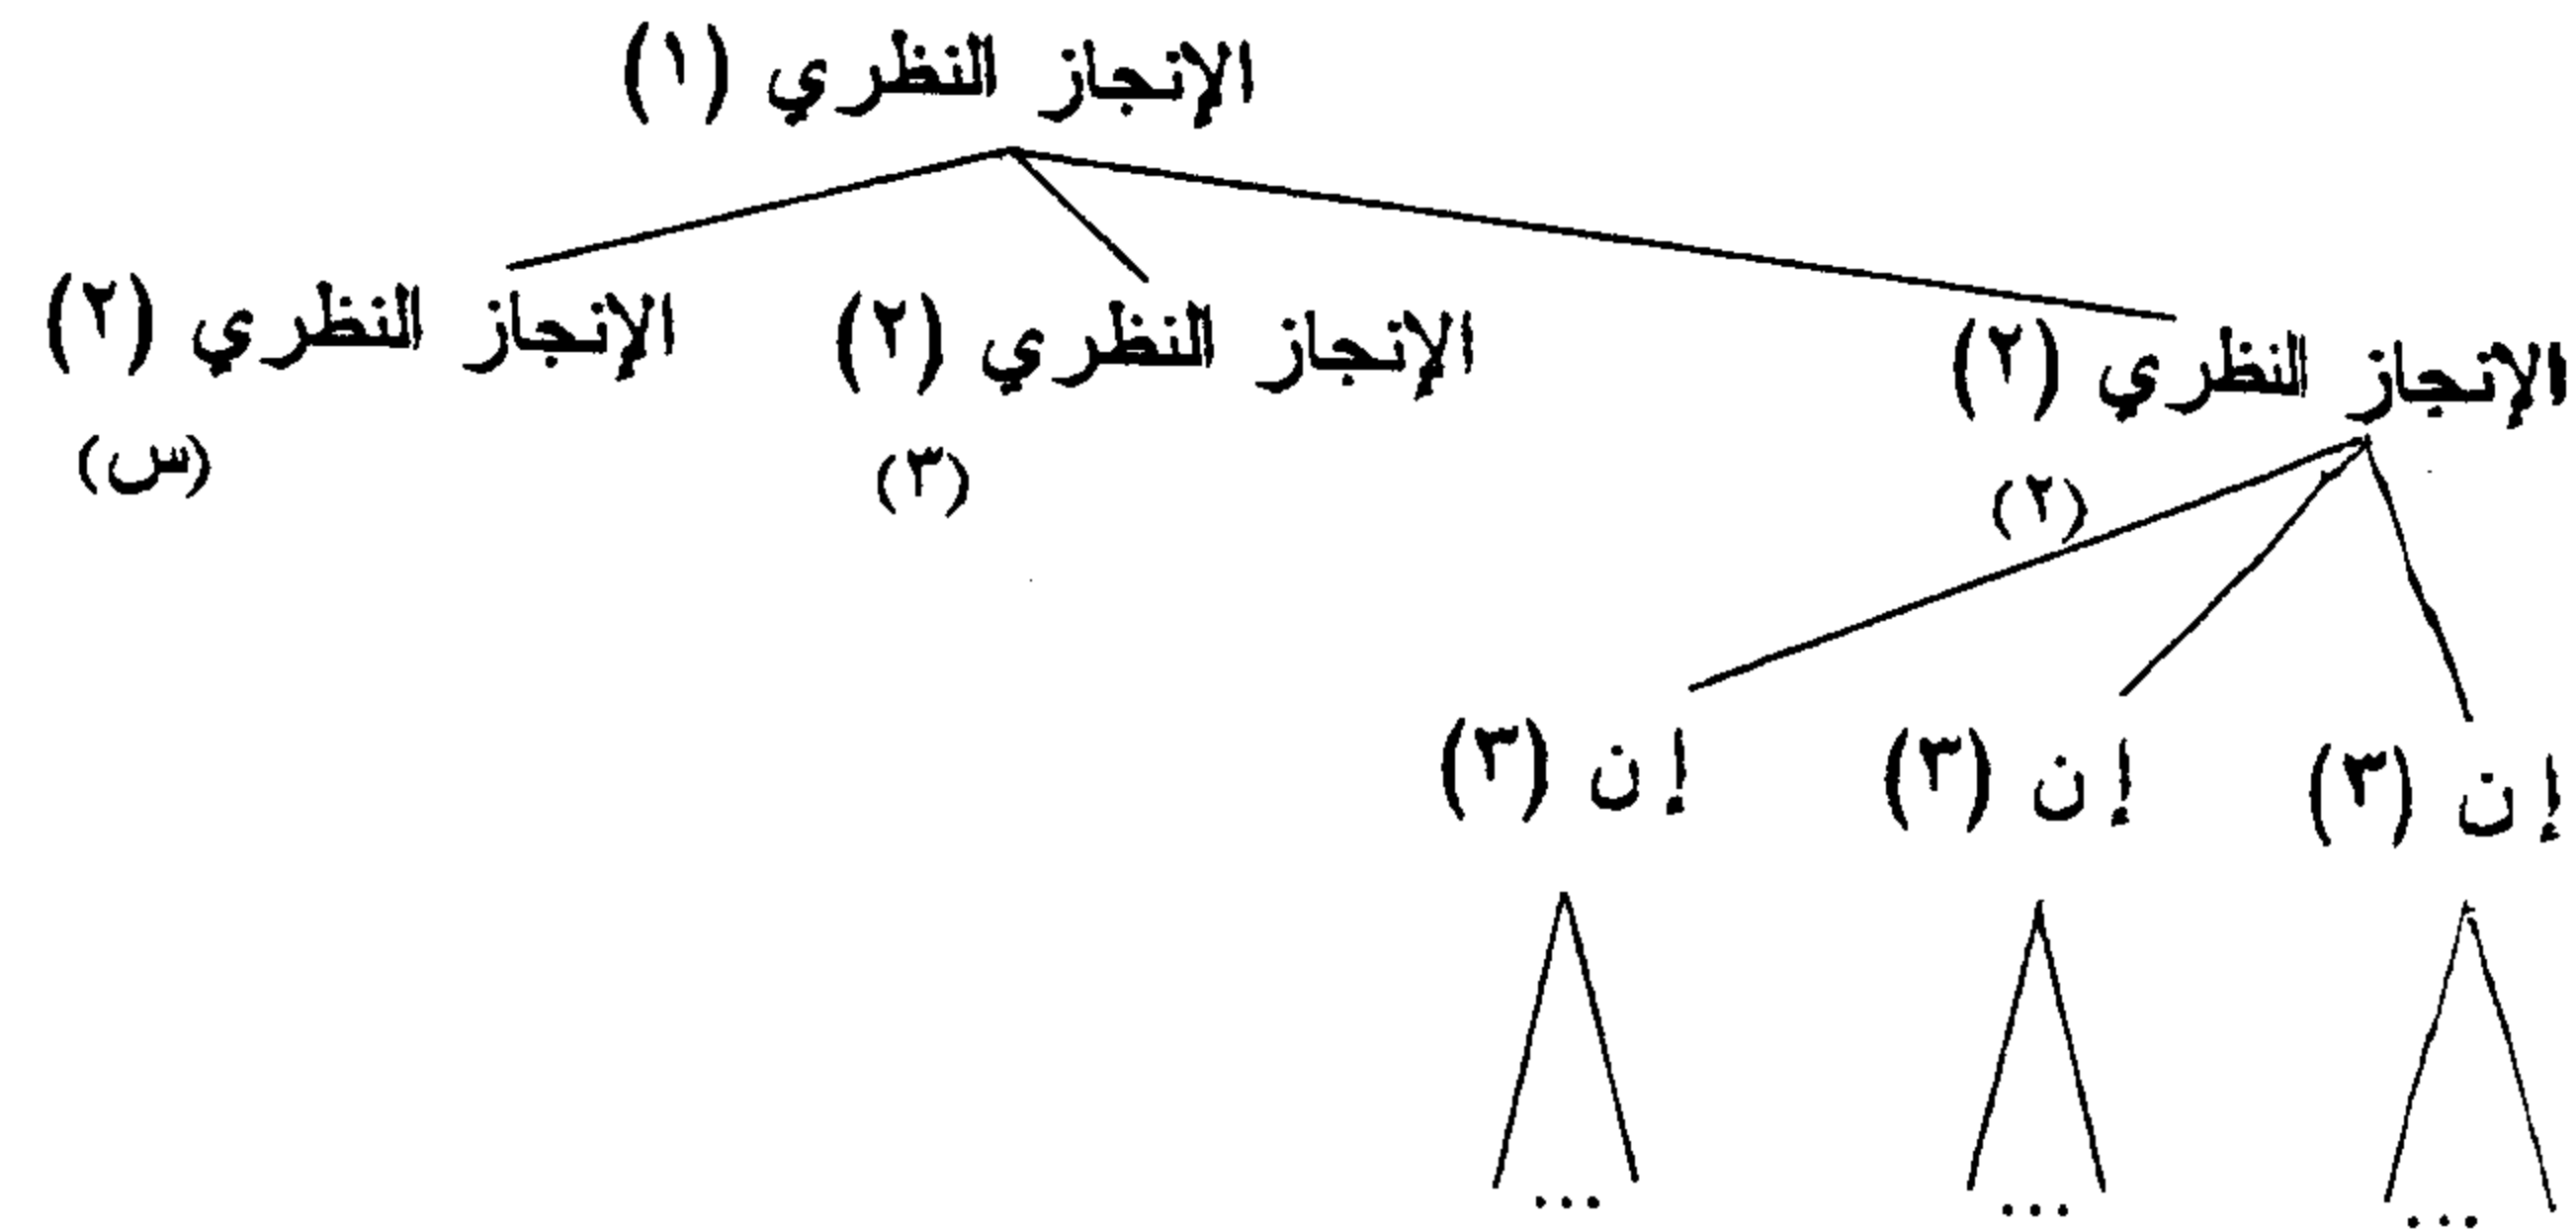 الإنجاز النظري (١)
الإنجاز النظري (٢) الإنجاز النظري (٢) الإنجاز النظري (٢)
(٢) (٣) (س)
إن (٣) إن (٣) إن (٣)
... ... ...